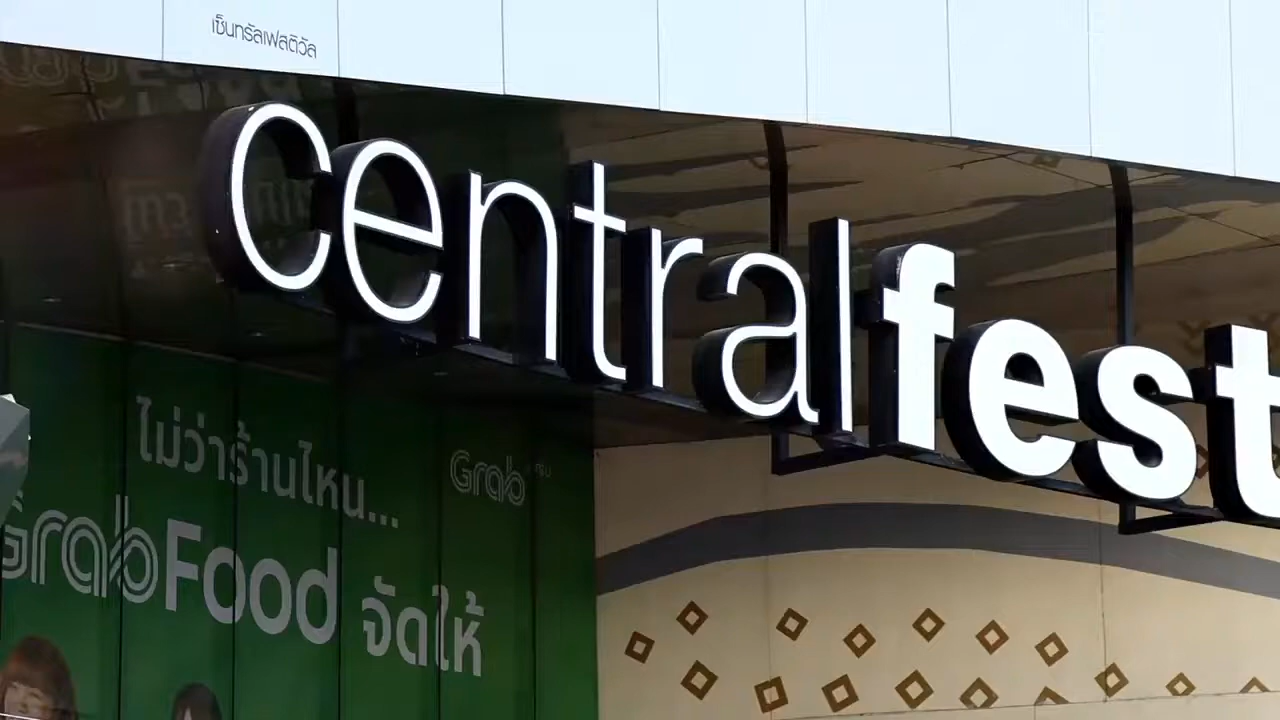 เซ็นทรัลเฟสติวัล
centralfest
ไม่ว่าร้านไหน...
Grab
GrabFood จัดให้